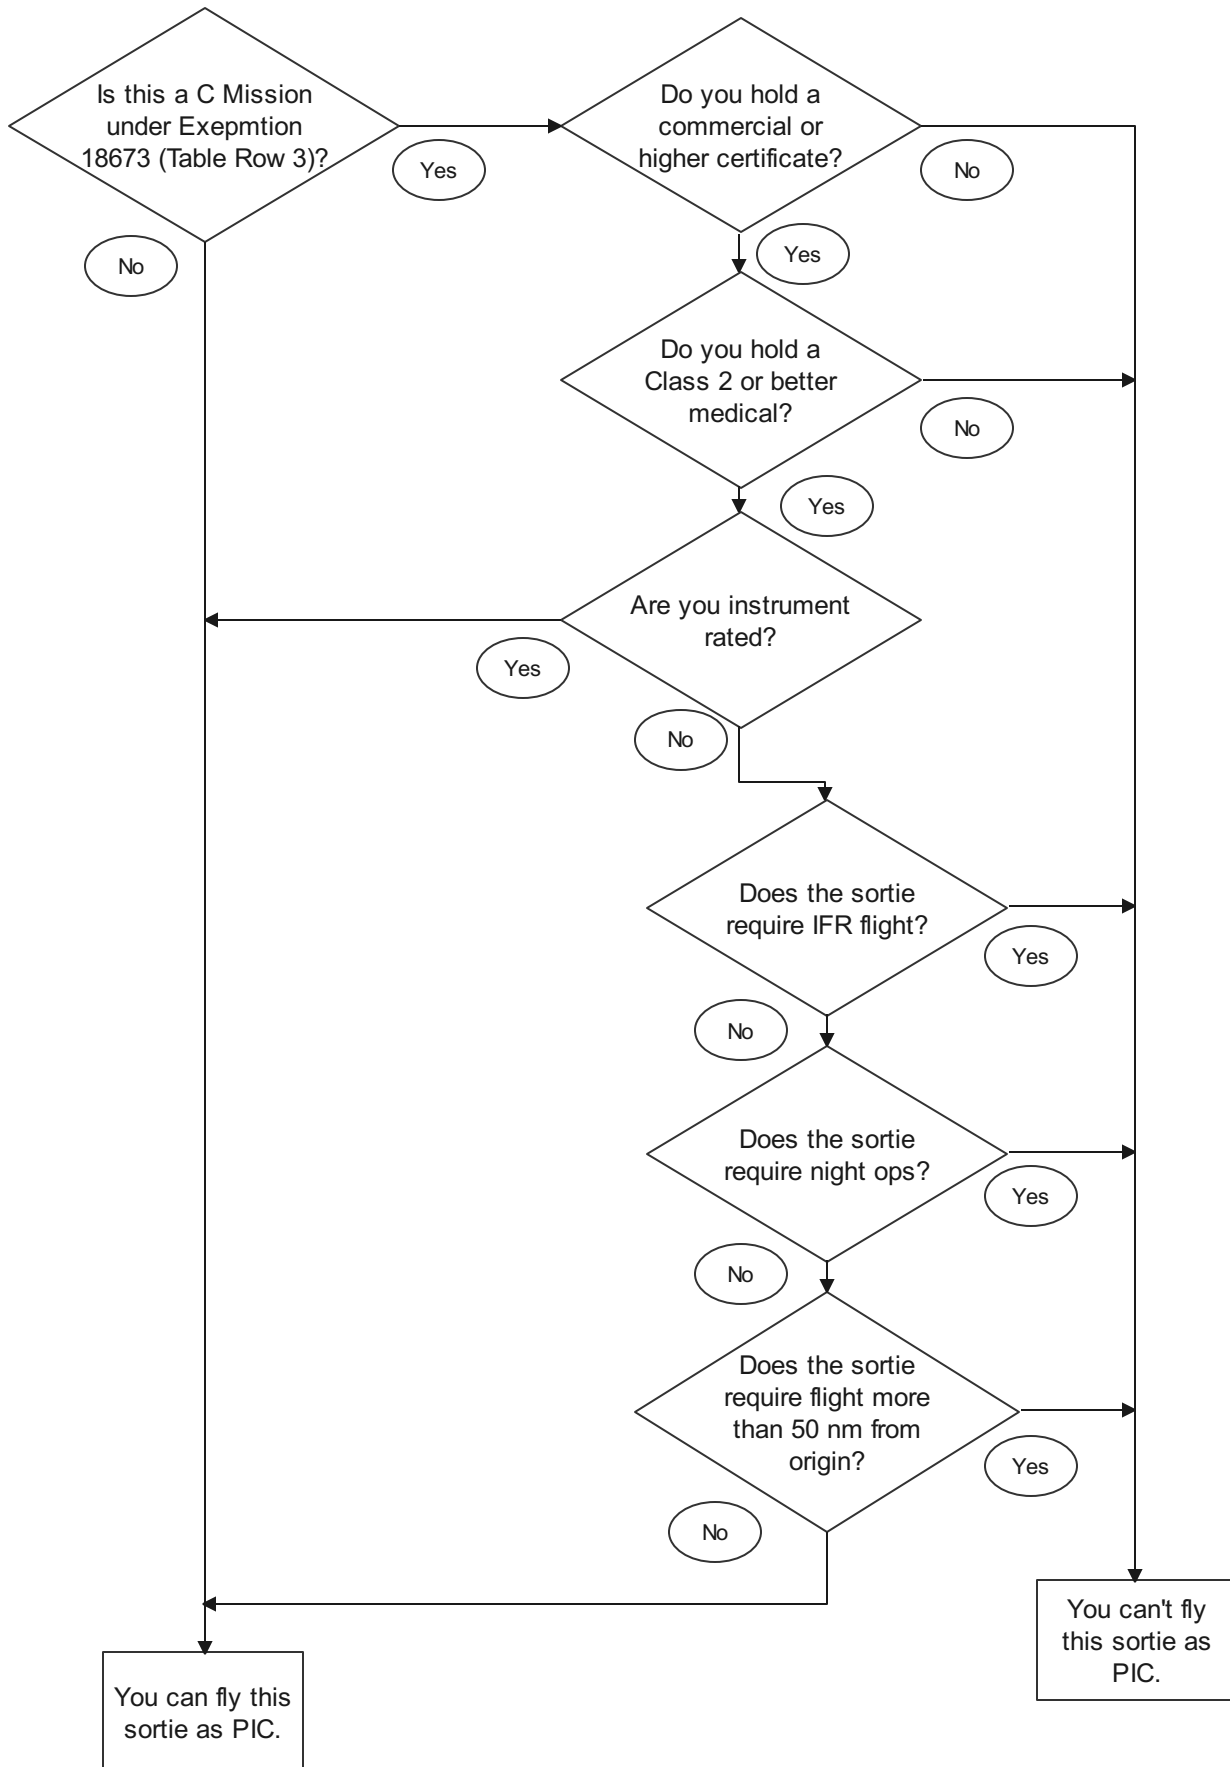 Is this a C Mission
under Exepmtion
18673 (Table Row 3)?
Yes
No
Do you hold a
commercial or
higher certificate?
No
Yes
Do you hold a
Class 2 or better
medical?
No
Yes
Are you instrument
rated?
Yes
No
Does the sortie
require IFR flight?
Yes
No
Does the sortie
require night ops?
Yes
No
Does the sortie
require flight more
than 50 nm from
origin?
Yes
No
You can't fly
this sortie as
PIC.
You can fly this
sortie as PIC.